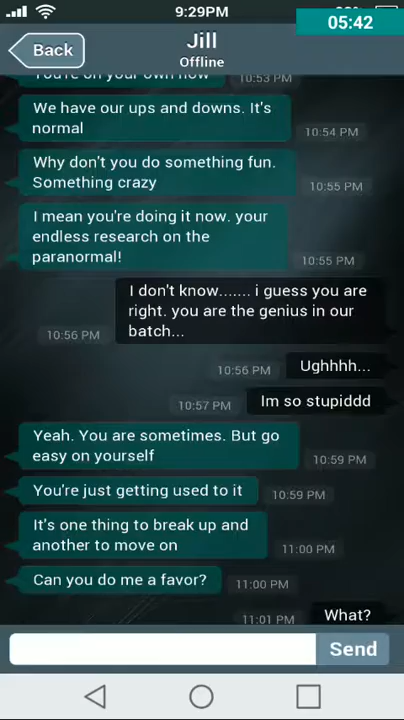 9:29PM
05:42
Back
Jill
Offline
You're on your own now
10:53 PM
We have our ups and downs. It's
normal
10:54 PM
Why don't you do something fun.
Something crazy
10:55 PM
I mean you're doing it now. your
endless research on the
paranormal!
10:55 PM
I don't know....... i guess you are
right. you are the genius in our
batch...
10:56 PM
Ughhhh...
10:56 PM
Im so stupiddd
10:57 PM
Yeah. You are sometimes. But go
easy on yourself
10:59 PM
You're just getting used to it
10:59 PM
It's one thing to break up and
another to move on
11:00 PM
Can you do me a favor?
11:00 PM
What?
11:01 PM
Send